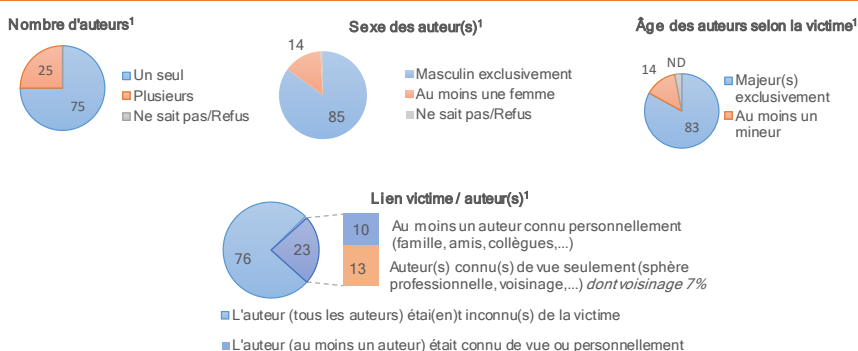 Nombre d'auteurs¹
Sexe des auteur(s)¹
Âge des auteurs selon la victime¹
25
75
Un seul
Plusieurs
Ne sait pas/Refus
14
85
Masculin exclusivement
Au moins une femme
Ne sait pas/Refus
14
ND
83
Majeur(s)
exclusivement
Au moins un
mineur
Lien victime / auteur(s)¹
76
23
10
13
Au moins un auteur connu personnellement
(famille, amis, collègues,...)
Auteur(s) connu(s) de vue seulement (sphère
professionnelle, voisinage,...) dont voisinage 7%
L'auteur (tous les auteurs) étai(en)t inconnu(s) de la victime
L'auteur (au moins un auteur) était connu de vue ou personnellement